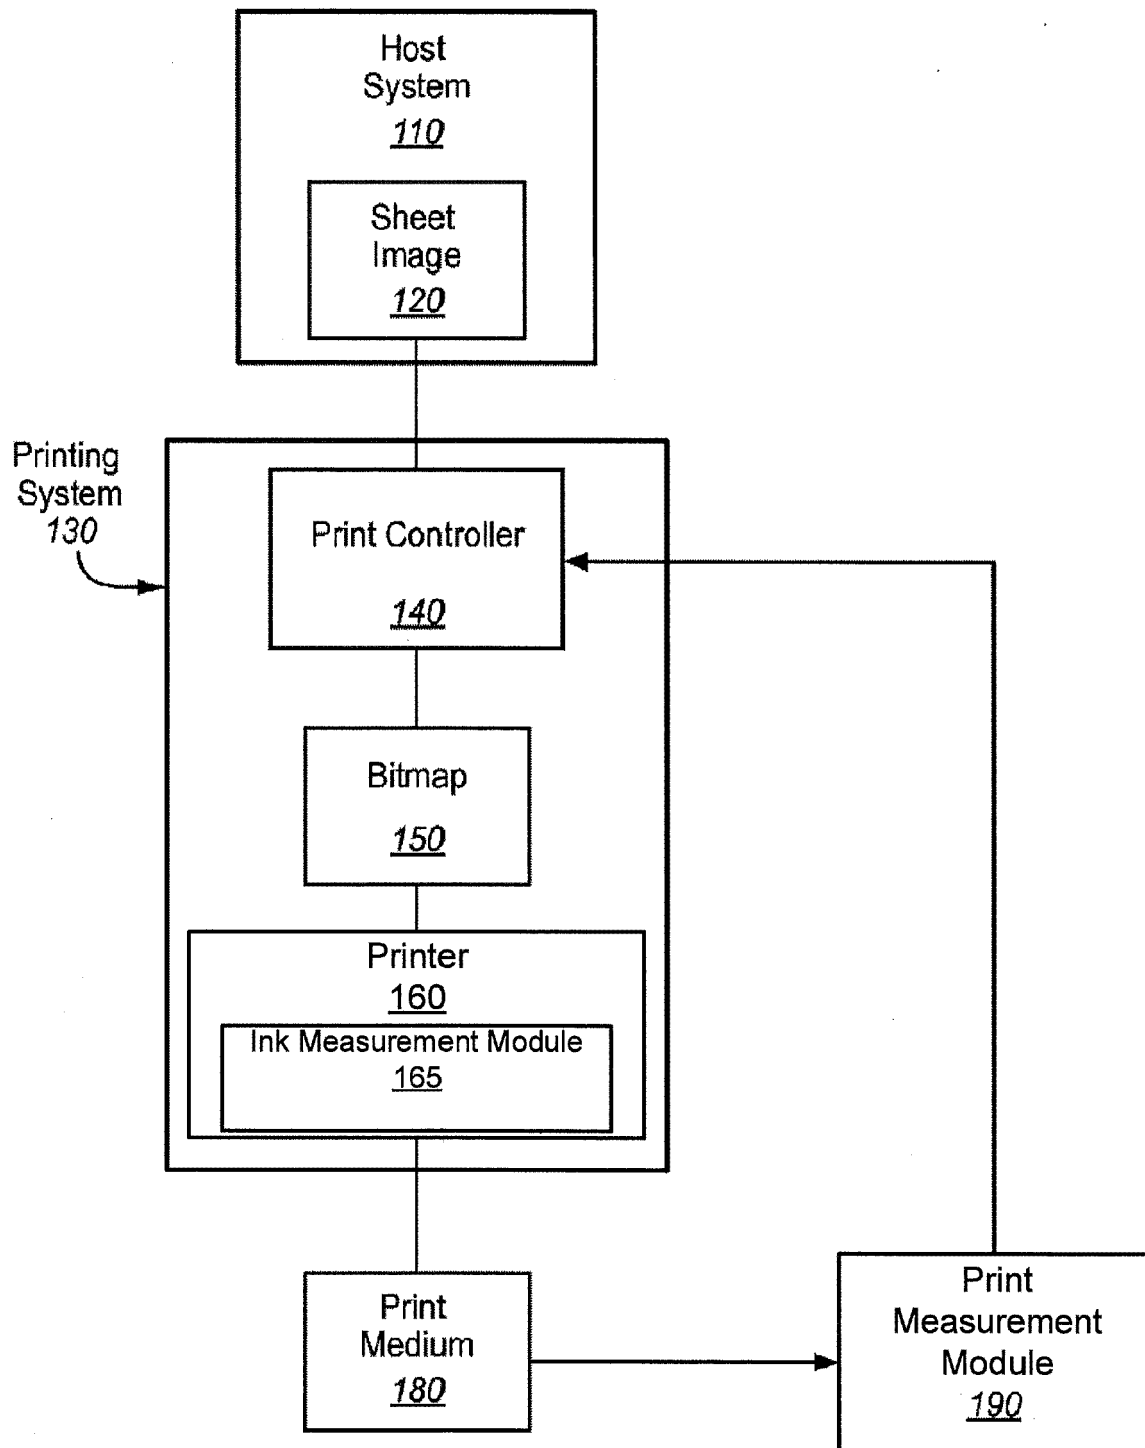 Host
System
110
Sheet
Image
120
Printing
System
130
Print Controller
140
Bitmap
150
Printer
160
Ink Measurement Module
165
Print
Medium
180
Print
Measurement
Module
190